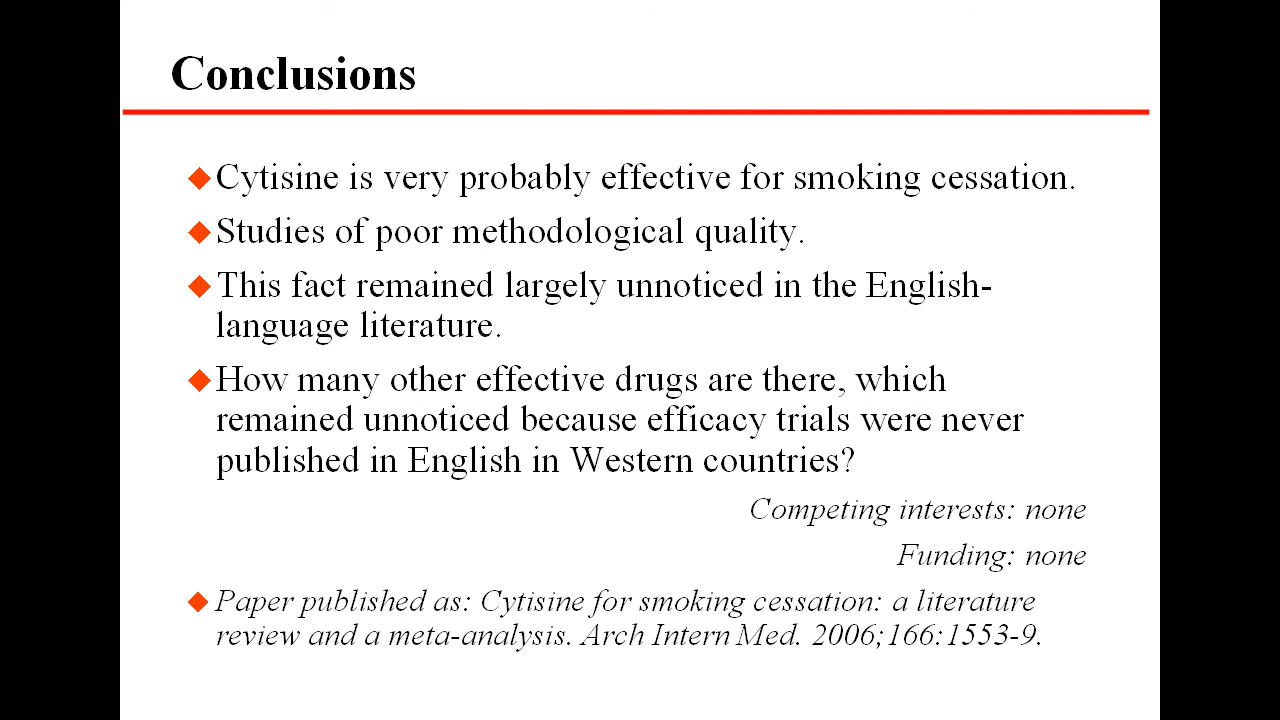 Conclusions
Cytisine is very probably effective for smoking cessation.
Studies of poor methodological quality.
This fact remained largely unnoticed in the English-
language literature.
How many other effective drugs are there, which
remained unnoticed because efficacy trials were never
published in English in Western countries?
Competing interests: none
Funding: none
Paper published as: Cytisine for smoking cessation: a literature
review and a meta-analysis. Arch Intern Med. 2006;166:1553-9.